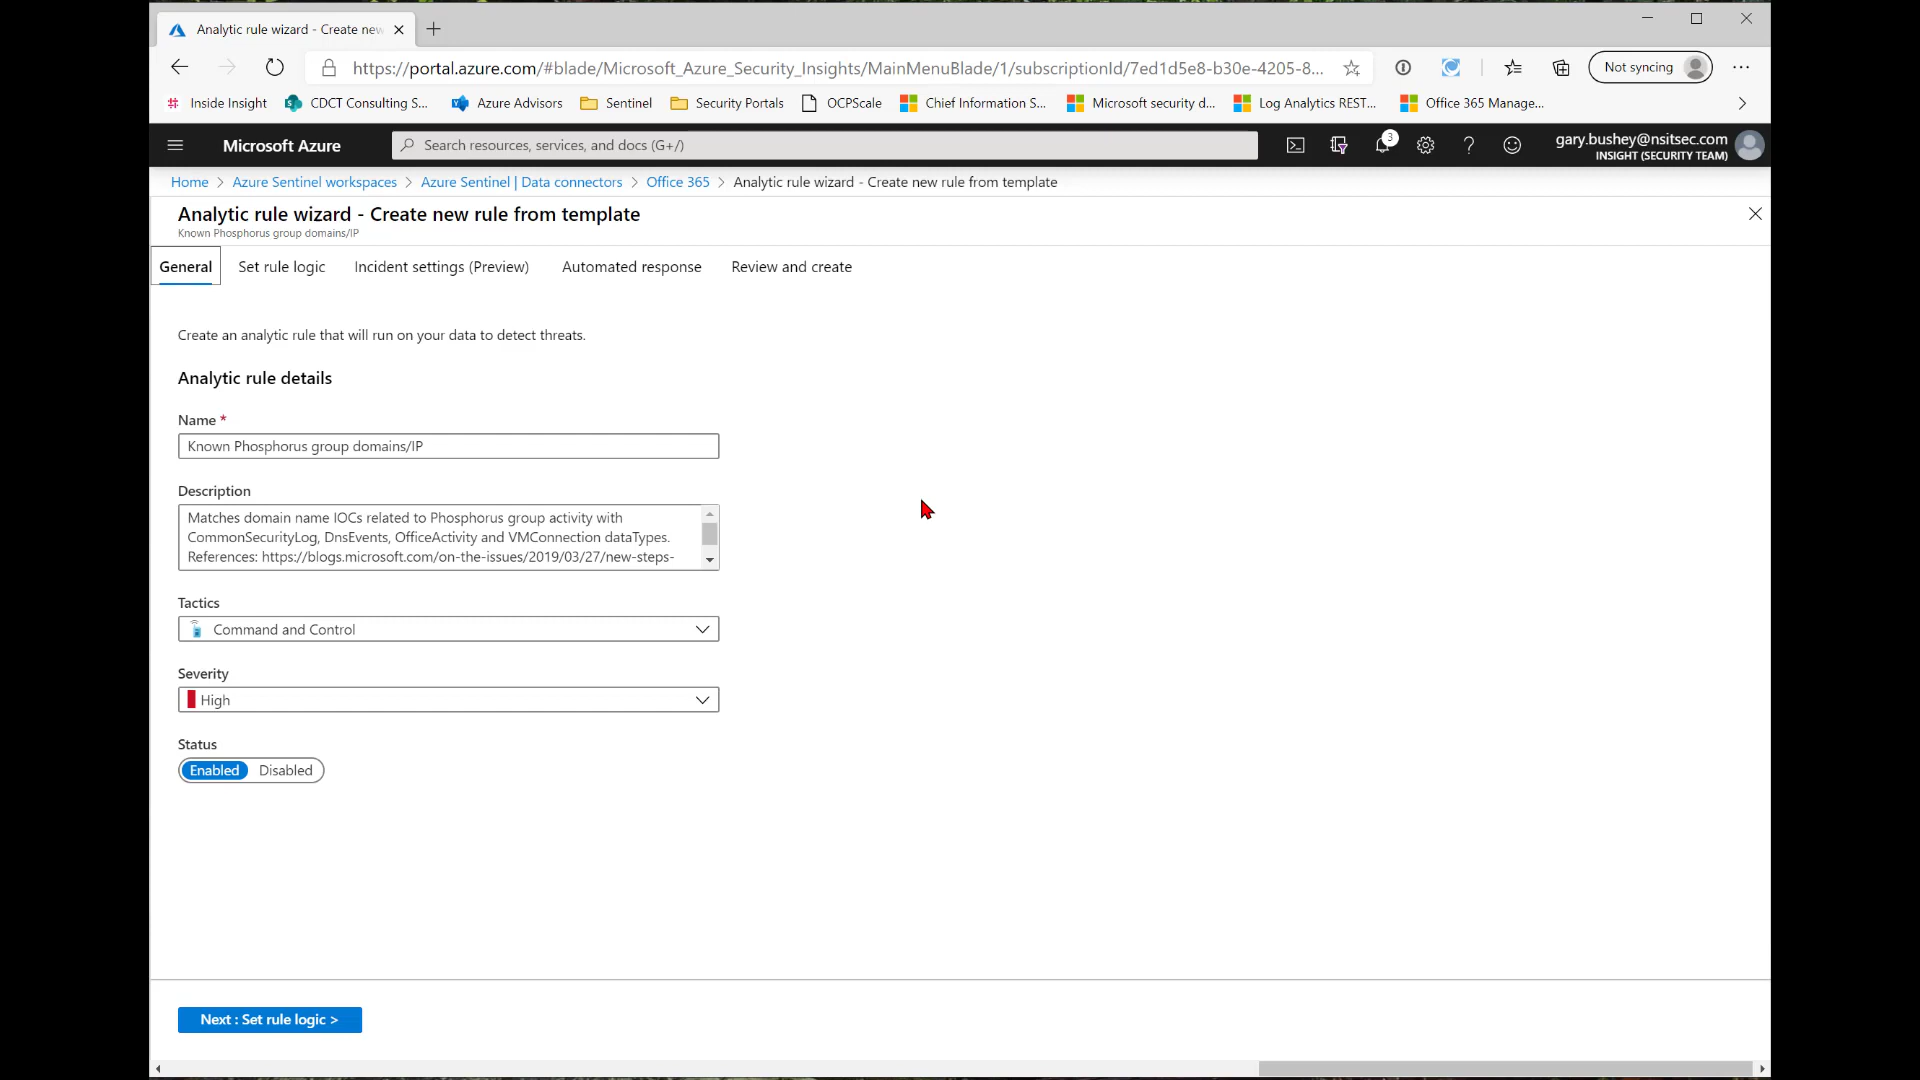 Analytic rule wizard - Create new
https://portal.azure.com/#blade/Microsoft_Azure_Security_Insights/MainMenuBlade/1/subscriptionId/7ed1d5e8-b30e-4205-8...
Not syncing
Inside Insight
CDCT Consulting S...
Azure Advisors
Sentinel
Security Portals
OCPScale
Chief Information S...
Microsoft security d...
Log Analytics REST...
Office 365 Manage...
Microsoft Azure
Search resources, services, and docs (G+/)
3
gary.bushey@nsitsec.com
INSIGHT (SECURITY TEAM)
Home > Azure Sentinel workspaces > Azure Sentinel | Data connectors > Office 365 > Analytic rule wizard - Create new rule from template
Analytic rule wizard - Create new rule from template
Known Phosphorus group domains/IP
General
Set rule logic
Incident settings (Preview)
Automated response
Review and create
Create an analytic rule that will run on your data to detect threats.
Analytic rule details
Name *
Known Phosphorus group domains/IP
Description
Matches domain name IOCs related to Phosphorus group activity with
CommonSecurityLog, DnsEvents, OfficeActivity and VMConnection dataTypes.
References: https://blogs.microsoft.com/on-the-issues/2019/03/27/new-steps-
Tactics
Command and Control
Severity
High
Status
Enabled Disabled
Next : Set rule logic >